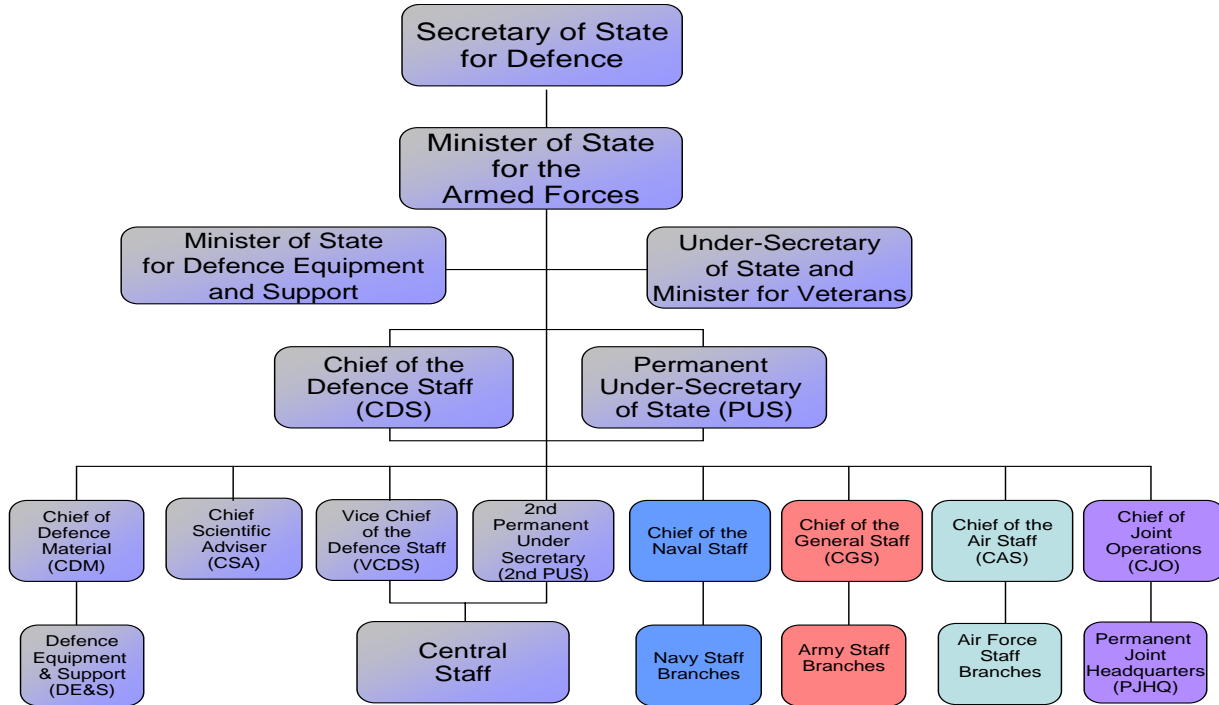 Secretary of State
for Defence
Minister of State
for the
Armed Forces
Minister of State
for Defence Equipment
and Support
Under-Secretary
of State and
Minister for Veterans
Chief of the
Defence Staff
(CDS)
Permanent
Under-Secretary
of State (PUS)
Chief of
Defence
Material
(CDM)
Chief
Scientific
Adviser
(CSA)
Vice Chief
of the
Defence Staff
(VCDS)
2nd
Permanent
Under
Secretary
(2nd PUS)
Chief of the
Naval Staff
Chief of the
General Staff
(CGS)
Chief of the
Air Staff
(CAS)
Chief of
Joint
Operations
(CJO)
Defence
Equipment
& Support
(DE&S)
Central
Staff
Navy Staff
Branches
Army Staff
Branches
Air Force
Staff
Branches
Permanent
Joint
Headquarters
(PJHQ)